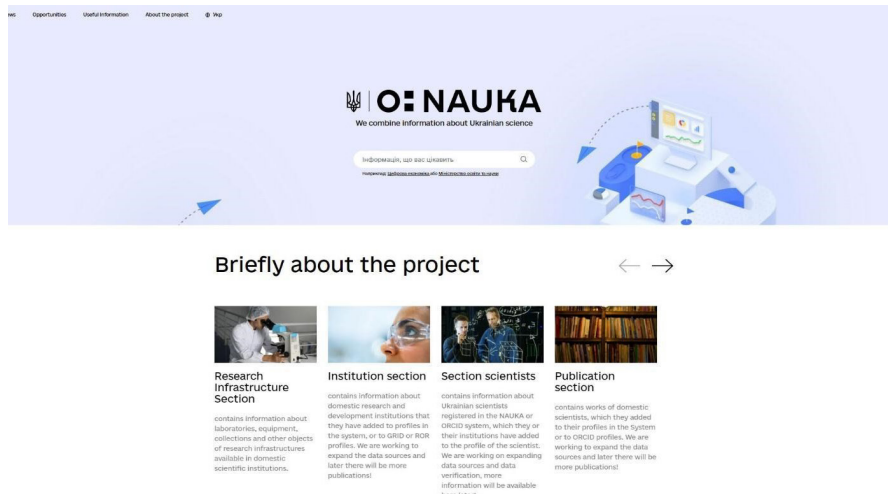 Opportunities Useful Information About the project Укр
O: NAUKA
We combine information about Ukrainian science
Інформація, що вас цікавить
Наприклад: Цифрова економіка або Міністерство освіти та науки
Briefly about the project
Research
Infrastructure
Section
contains information about
laboratories, equipment,
collections and other objects
of research infrastructures
available in domestic
scientific institutions.
Institution section
contains information about
domestic research and
development institutions that
they have added to profiles in
the system, or to GRID or ROR
profiles. We are working to
expand the data sources and
later there will be more
publications!
Section scientists
contains information about
Ukrainian scientists
registered in the NAUKA or
ORCID system, which they or
their institutions have added
to the profile of the scientist.
We are working on expanding
data sources and data
verification, more
information will be available
Publication
section
contains works of domestic
scientists, which they added
to their profiles in the System
or to ORCID profiles. We are
working to expand the data
sources and later there will be
more publications!